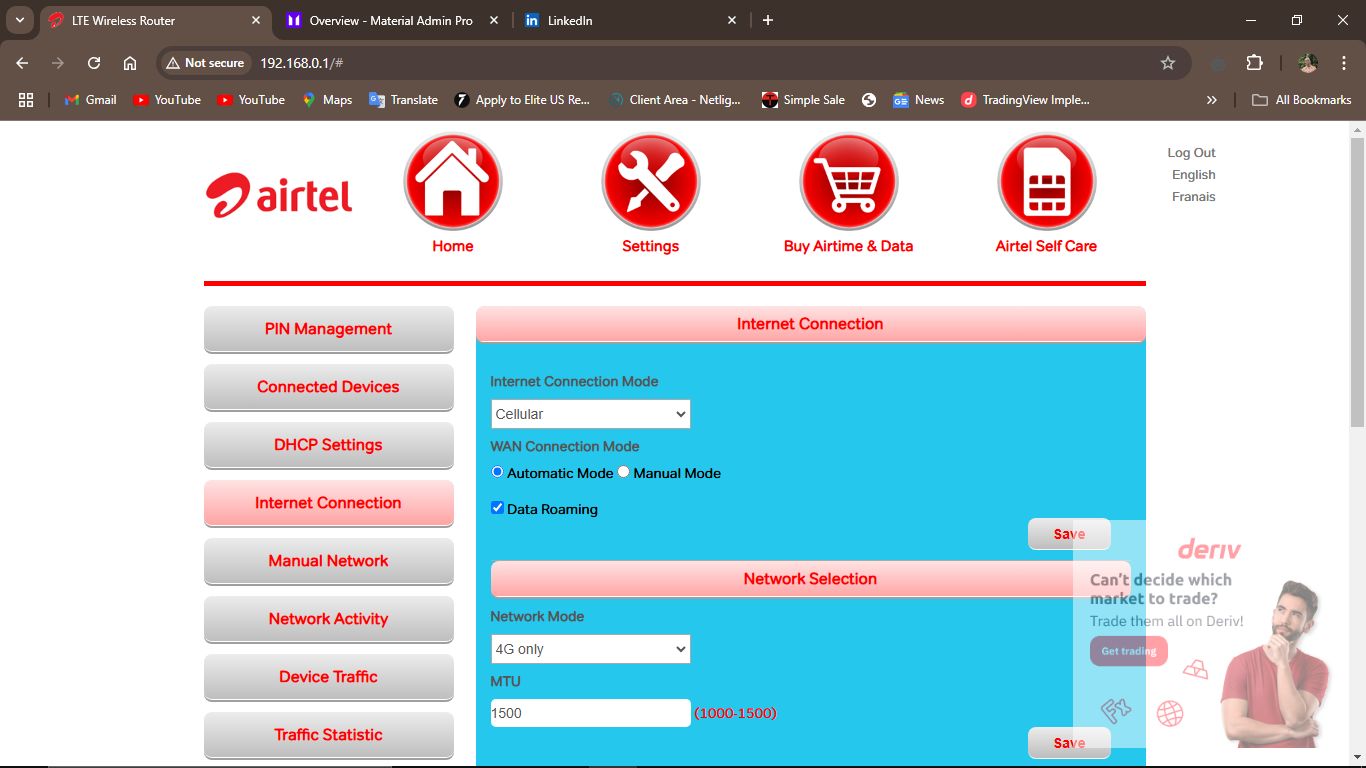 LTE Wireless Router
Overview - Material Admin Pro
LinkedIn
Not secure
192.168.0.1/#
Gmail
YouTube
YouTube
Maps
Translate
Apply to Elite US Re...
Client Area - Netlig...
Simple Sale
News
TradingView Imple...
»
All Bookmarks
airtel
Home
Settings
Buy Airtime & Data
Airtel Self Care
Log Out
English
Franais
PIN Management
Connected Devices
DHCP Settings
Internet Connection
Manual Network
Network Activity
Device Traffic
Traffic Statistic
Internet Connection
Internet Connection Mode
Cellular
WAN Connection Mode
Automatic Mode Manual Mode
Data Roaming
Save
Network Selection
Network Mode
4G only
MTU
1500 (1000-1500)
Save
deriv
Can't decide which
market to trade?
Trade them all on Deriv!
Get trading